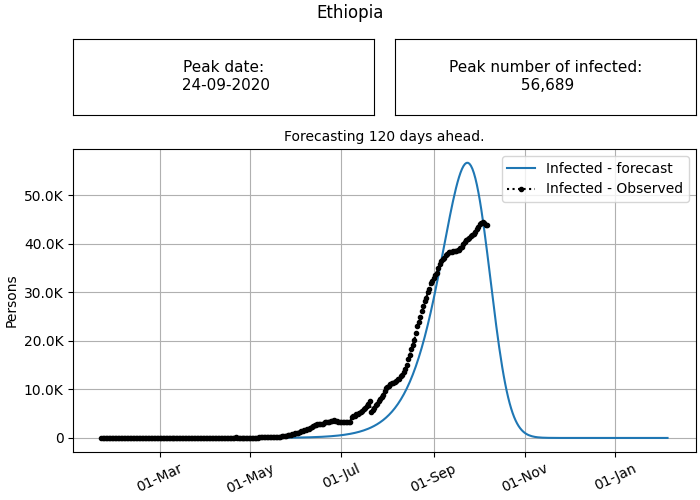 Ethiopia
Peak date:
24-09-2020
Peak number of infected:
56,689
Forecasting 120 days ahead.
Infected - forecast
Infected - Observed
Persons
50.0K
40.0K
30.0K
20.0K
10.0K
0
01-Mar
01-May
01-Jul
01-Sep
01-Nov
01-Jan